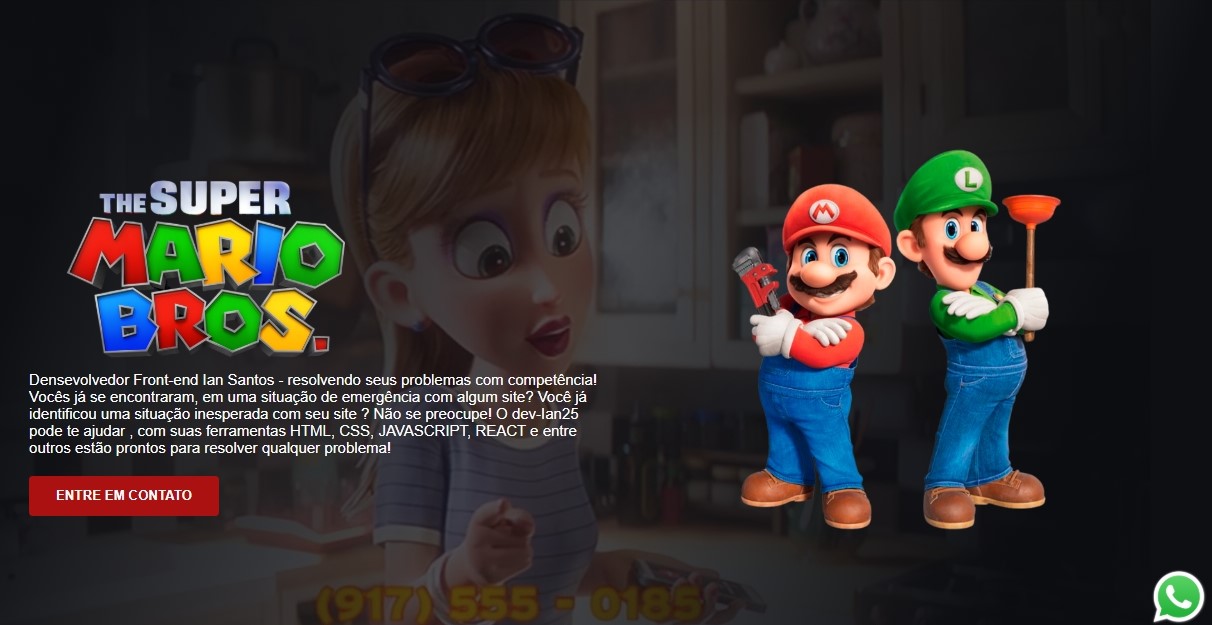 THE SUPER
MARIO
BROS.
M
L
Densevolvedor Front-end Ian Santos - resolvendo seus problemas com competência!
Vocês já se encontraram, em uma situação de emergência com algum site? Você já
identificou uma situação inesperada com seu site ? Não se preocupe! O dev-Ian25
pode te ajudar , com suas ferramentas HTML, CSS, JAVASCRIPT, REACT e entre
outros estão prontos para resolver qualquer problema!
ENTRE EM CONTATO
(917) 555 - 0185